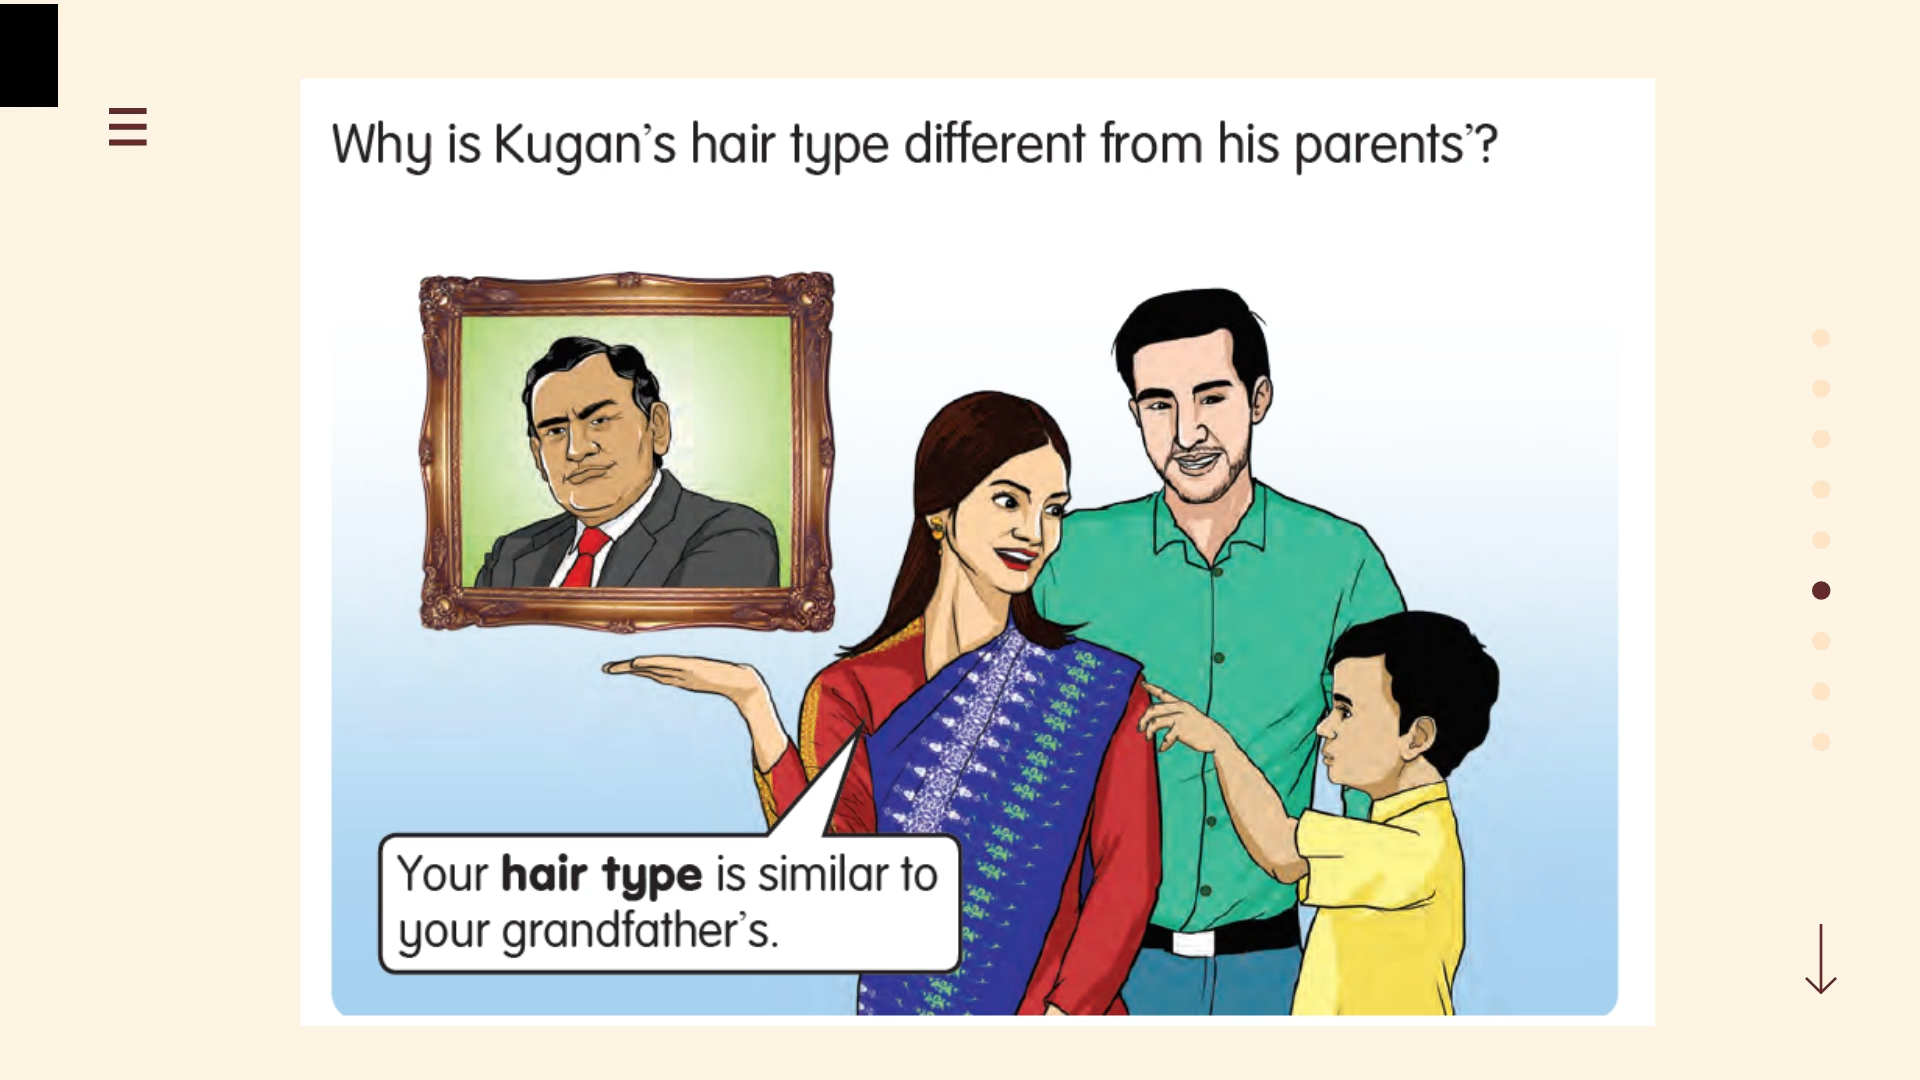 Why is Kugan’s hair type different from his parents’?
Your hair type is similar to
your grandfather’s.